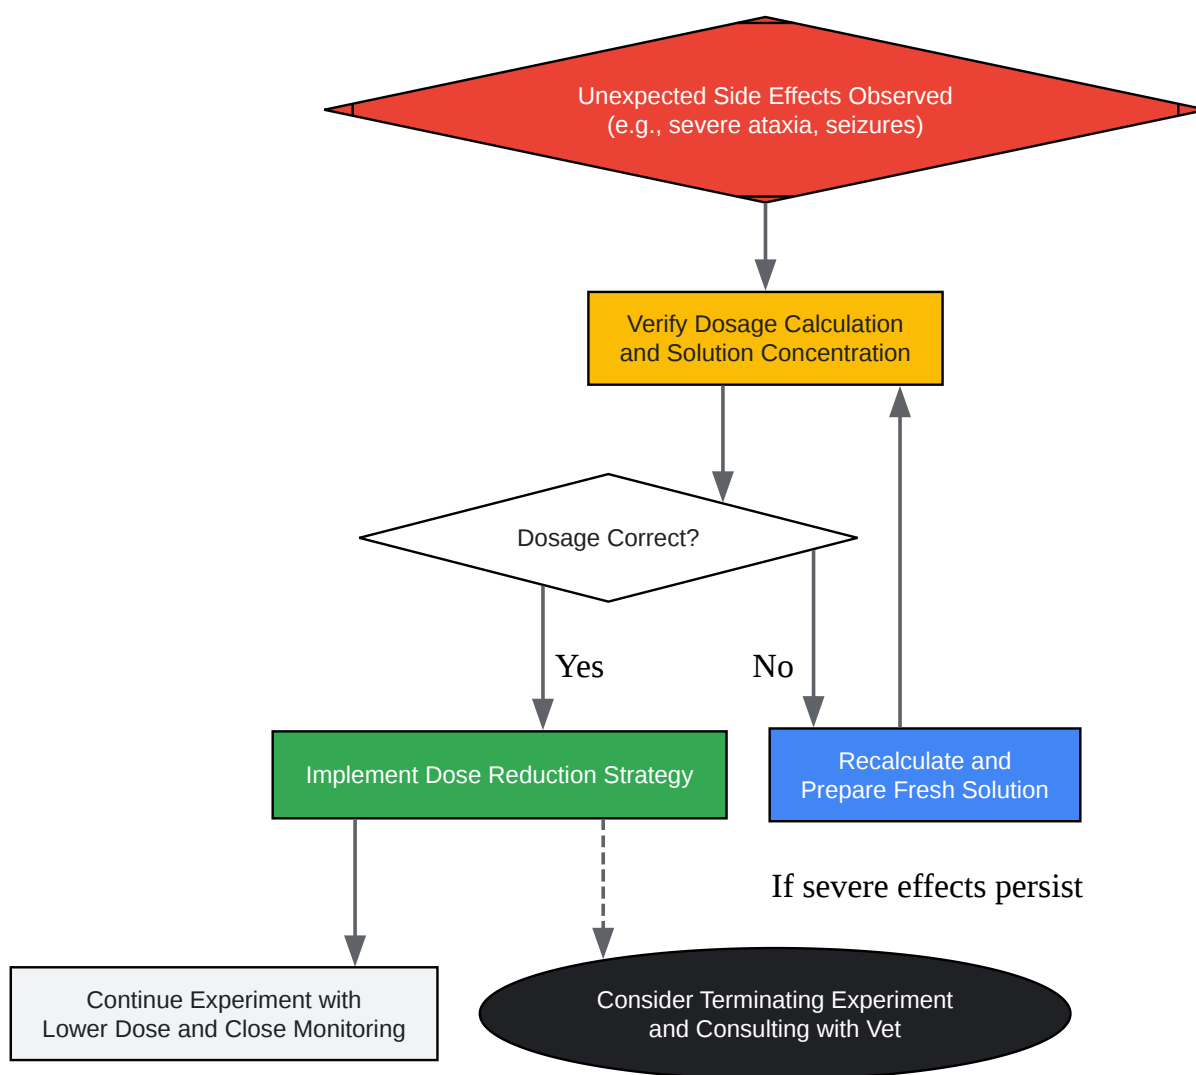 Unexpected Side Effects Observed
(e.g., severe ataxia, seizures)
Verify Dosage Calculation
and Solution Concentration
Dosage Correct?
Yes
No
Implement Dose Reduction Strategy
Recalculate and
Prepare Fresh Solution
If severe effects persist
Continue Experiment with
Lower Dose and Close Monitoring
Consider Terminating Experiment
and Consulting with Vet